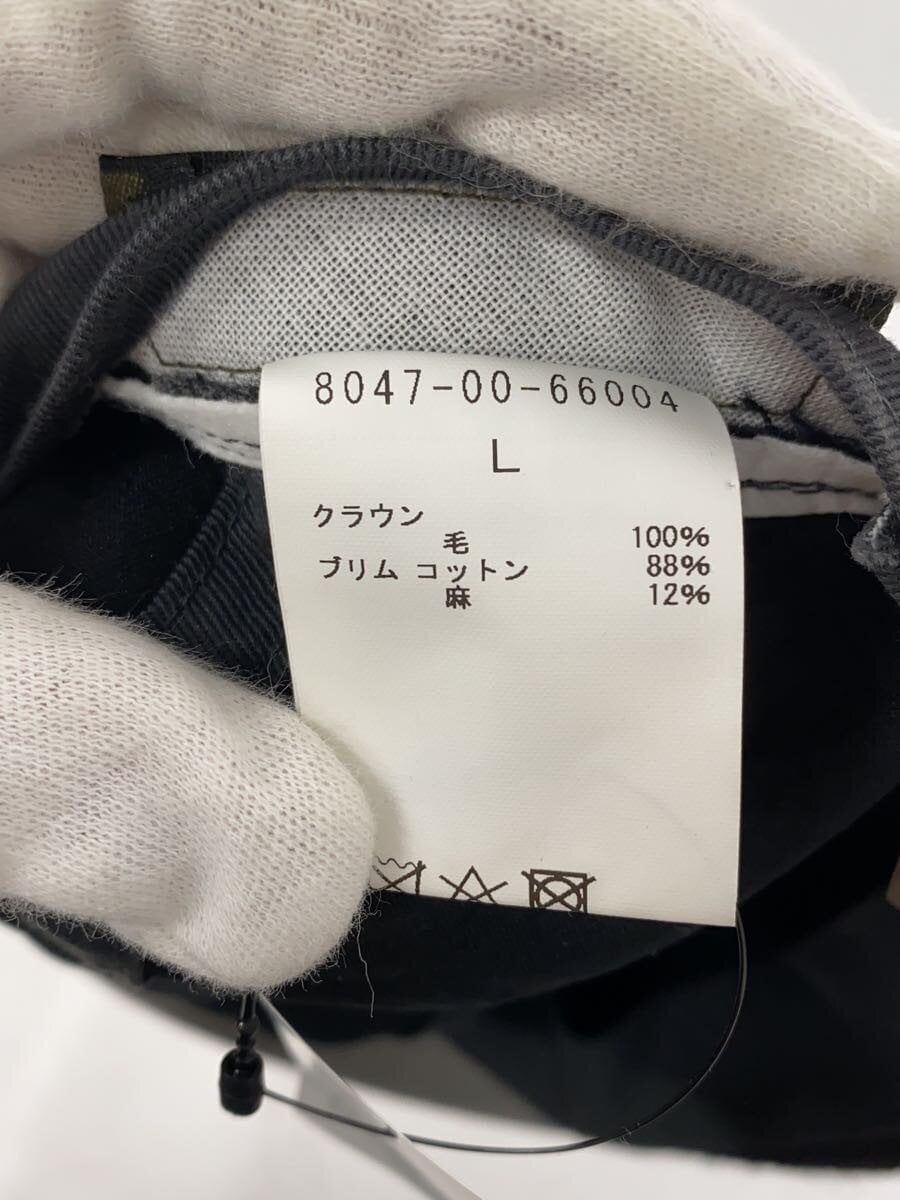 8047-00-66004
L
クラウン
毛 100%
ブリム コットン 88%
麻 12%